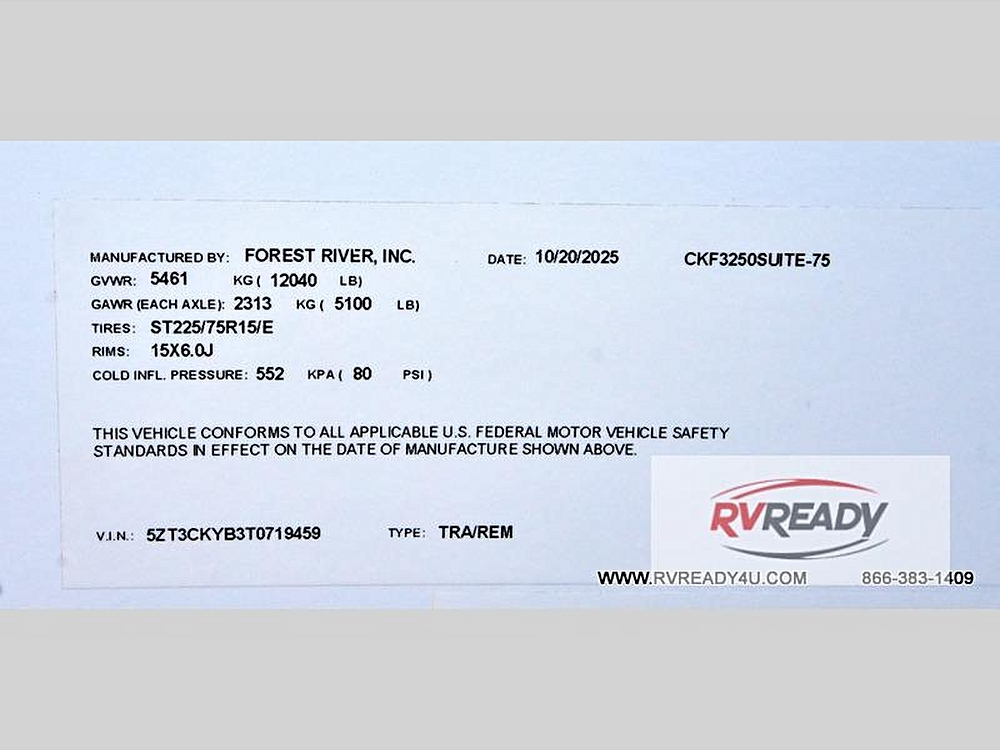 MANUFACTURED BY: FOREST RIVER, INC. DATE: 10/20/2025 CKF3250SUITE-75
GVWR: 5461 KG ( 12040 LB)
GAWR (EACH AXLE): 2313 KG ( 5100 LB)
TIRES: ST225/75R15/E
RIMS: 15X6.0J
COLD INFL. PRESSURE: 552 KPA ( 80 PSI )
THIS VEHICLE CONFORMS TO ALL APPLICABLE U.S. FEDERAL MOTOR VEHICLE SAFETY
STANDARDS IN EFFECT ON THE DATE OF MANUFACTURE SHOWN ABOVE.
V.I.N.: 5ZT3CKYB3T0719459 TYPE: TRA/REM
RVREADY
WWW.RVREADY4U.COM 866-383-1409